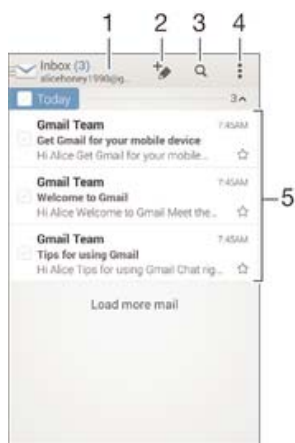 1 2 3 4
Inbox (3)
alicehoney1990@g...
Today 3
Gmail Team 7:45AM
Get Gmail for your mobile device
Hi Alice Get Gmail for your mobile...
Gmail Team 7:45AM
Welcome to Gmail
Hi Alice Welcome to Gmail Meet the...
Gmail Team 7:45AM
Tips for using Gmail
Hi Alice Tips for using Gmail Chat rig...
5
Load more mail